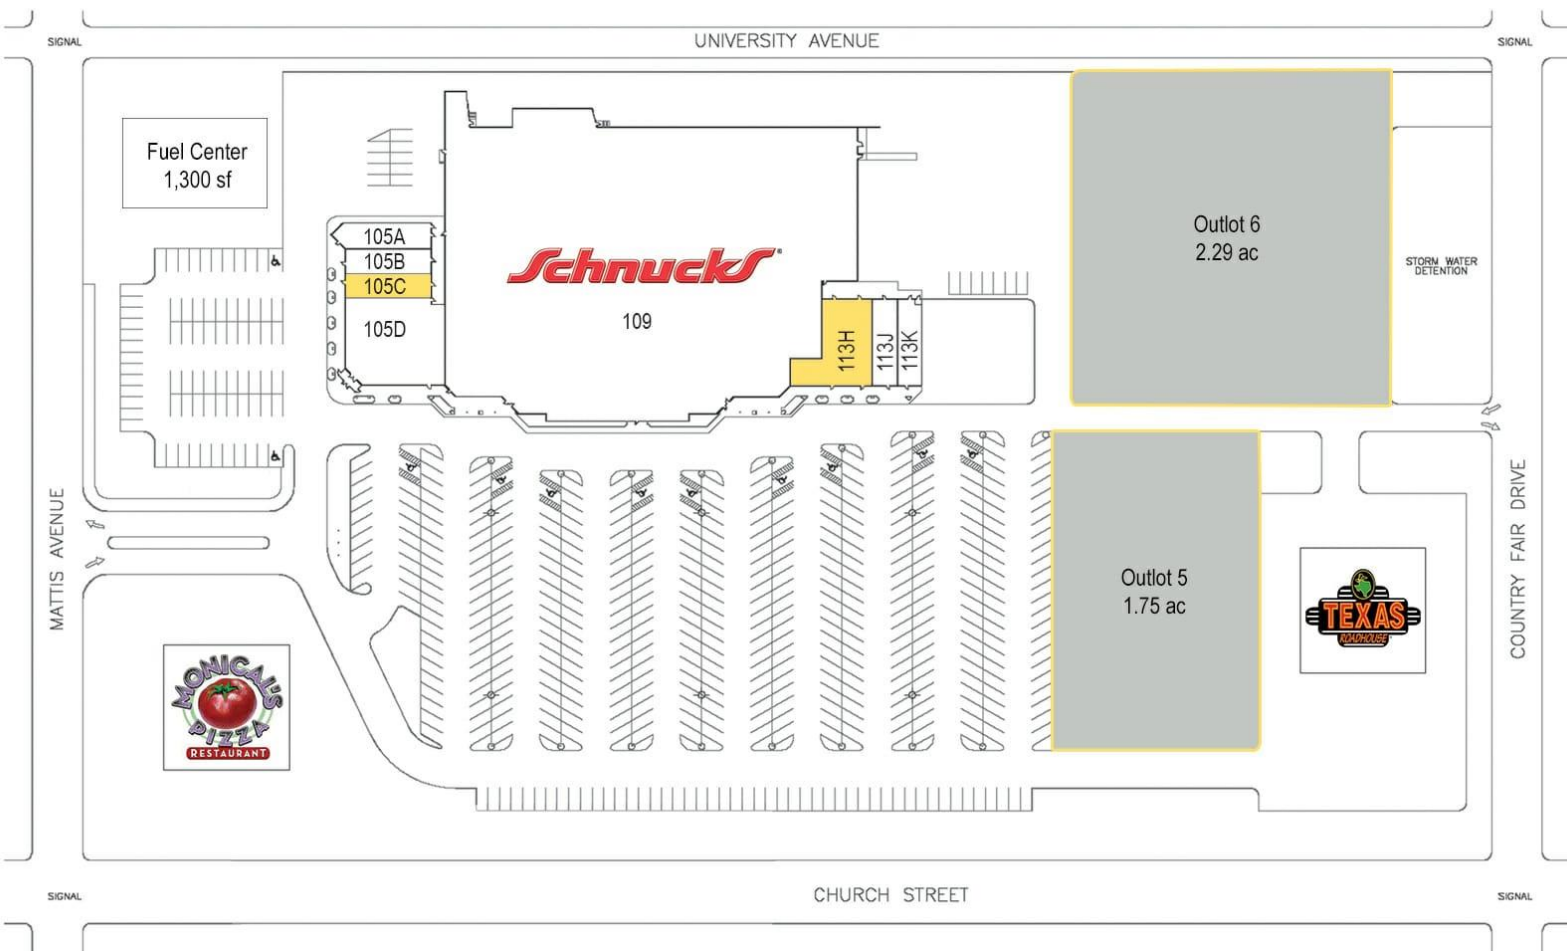 UNIVERSITY AVENUE
SIGNAL
SIGNAL
Fuel Center
1,300 sf
105A
105B
105C
105D
Schnucks
109
113H
113J
113K
Outlot 6
2.29 ac
STORM WATER
DETENTION
MATTIS AVENUE
Outlot 5
1.75 ac
TEXAS
ROADHOUSE
COUNTRY FAIR DRIVE
MONICAL'S
PIZZA
RESTAURANT
SIGNAL
CHURCH STREET
SIGNAL